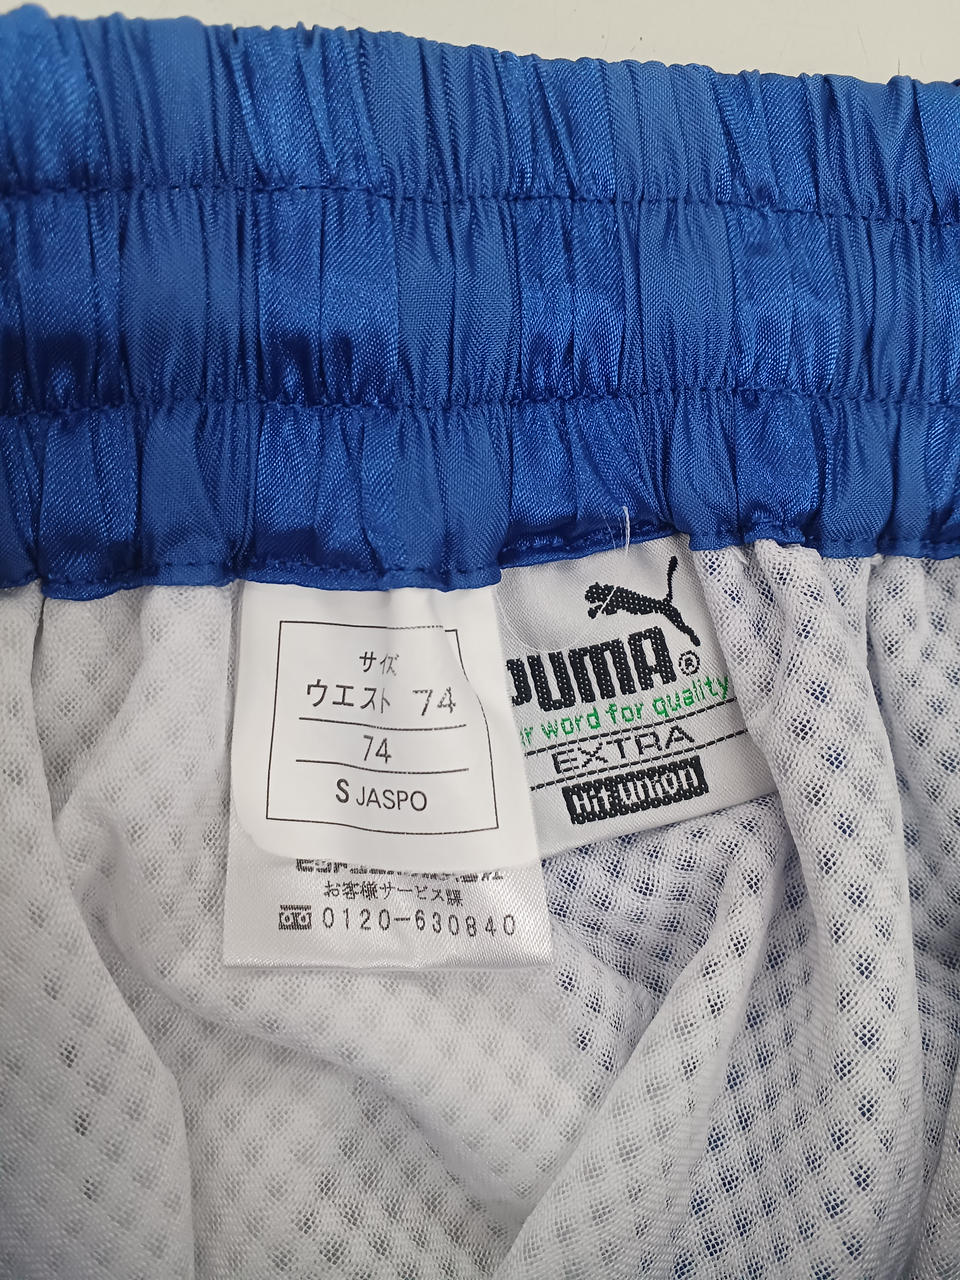 サイズ
ウエスト 74
74
S JASPO
お客様サービス課
0120-630840
PUMA®
word for quality
EXTRA
Hit union